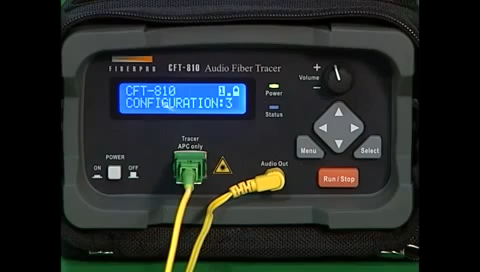 FIBERPRO CFT-810 Audio Fiber Tracer
CFT-810
CONFIGURATION:3
Power
Status
+
Volume
−
Tracer
APC only
POWER
ON
OFF
Audio Out
Menu
Select
Run / Stop